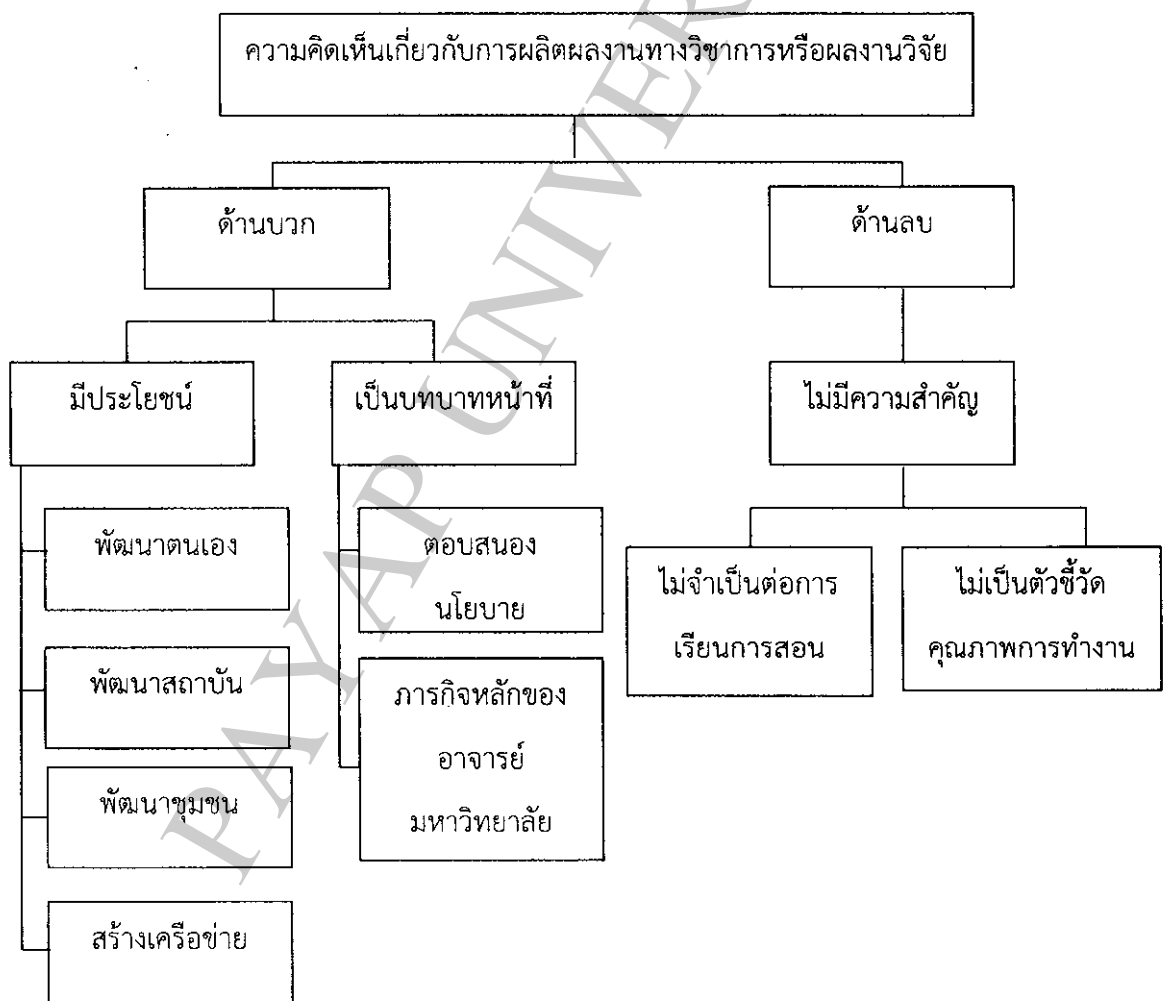 ความคิดเห็นเกี่ยวกับการผลิตผลงานทางวิชาการหรือผลงานวิจัย
ด้านบวก
ด้านลบ
มีประโยชน์
เป็นบทบาทหน้าที่
ไม่มีความสำคัญ
พัฒนาตนเอง
พัฒนาสถาบัน
พัฒนาชุมชน
สร้างเครือข่าย
ตอบสนอง
นโยบาย
ภารกิจหลักของ
อาจารย์
มหาวิทยาลัย
ไม่จำเป็นต่อการ
เรียนการสอน
ไม่เป็นตัวชี้วัด
คุณภาพการทำงาน
PAYAP UNIVER